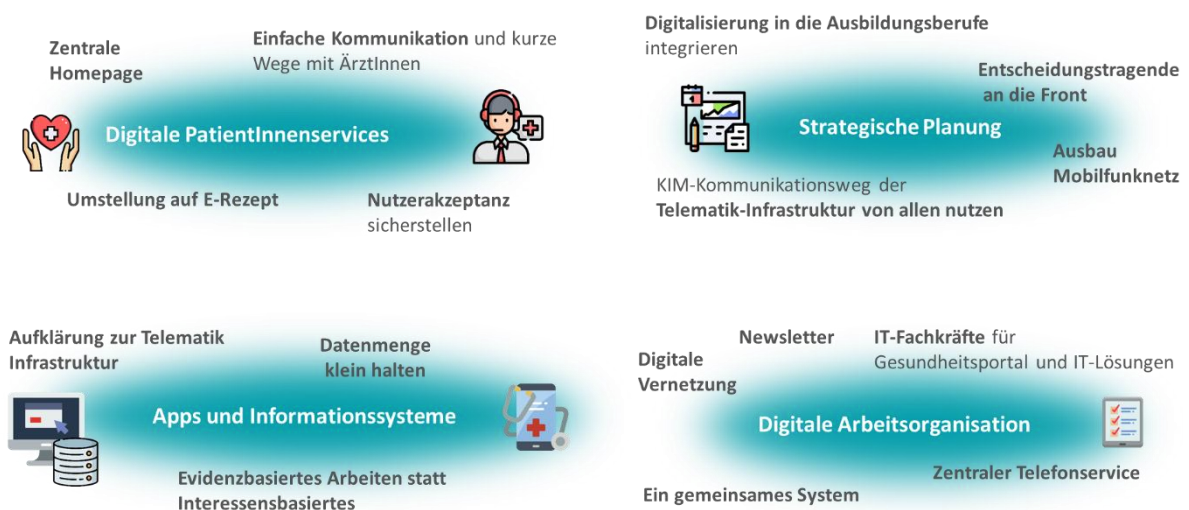 Zentrale
Homepage
Einfache Kommunikation und kurze
Wege mit ÄrztInnen
Digitale PatientInnenservices
Umstellung auf E-Rezept
Nutzerakzeptanz
sicherstellen
Digitalisierung in die Ausbildungsberufe
integrieren
Entscheidungstragende
an die Front
1
Strategische Planung
Ausbau
Mobilfunknetz
KIM-Kommunikationsweg der
Telematik-Infrastruktur von allen nutzen
Aufklärung zur Telematik
Infrastruktur
Datenmenge
klein halten
Apps und Informationssysteme
Evidenzbasiertes Arbeiten statt
Interessensbasiertes
Newsletter
IT-Fachkräfte für
Gesundheitsportal und IT-Lösungen
Digitale
Vernetzung
Digitale Arbeitsorganisation
Zentraler Telefonservice
Ein gemeinsames System